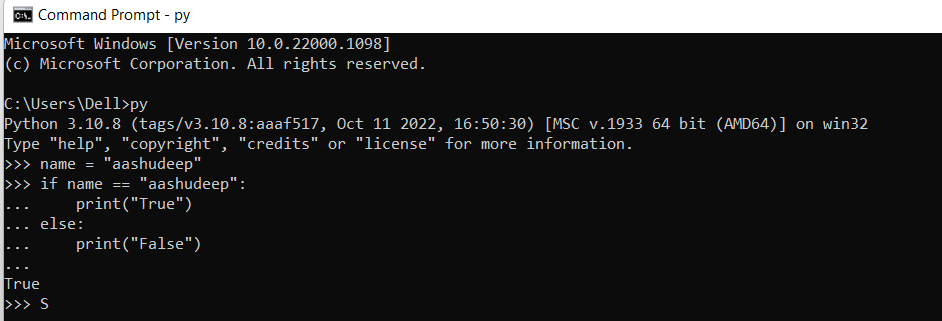 Command Prompt - py
Microsoft Windows [Version 10.0.22000.1098]
(c) Microsoft Corporation. All rights reserved.
C:\Users\Dell>py
Python 3.10.8 (tags/v3.10.8:aaaf517, Oct 11 2022, 16:50:30) [MSC v.1933 64 bit (AMD64)] on win32
Type "help", "copyright", "credits" or "license" for more information.
>>> name = "aashudeep"
>>> if name == "aashudeep":
...     print("True")
... else:
...     print("False")
...
True
>>> S